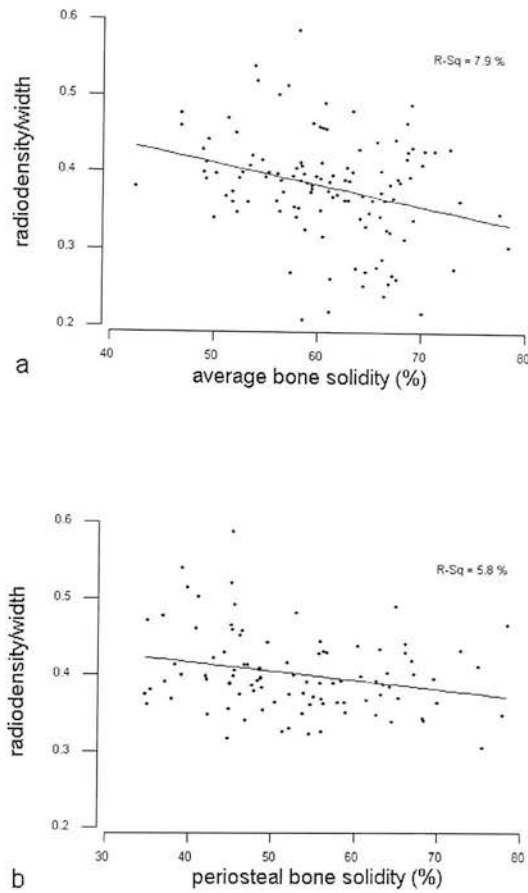 0.6
R-Sq = 7.9 %
0.5
0.4
0.3
0.2
radiodensity/width
40 50 60 70 80
average bone solidity (%)
a
0.6
R-Sq = 5.8 %
0.5
0.4
0.3
0.2
radiodensity/width
30 40 50 60 70 80
periosteal bone solidity (%)
b